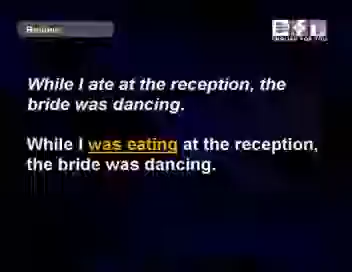 While I ate at the reception, the
bride was dancing.
While I was eating at the reception,
the bride was dancing.